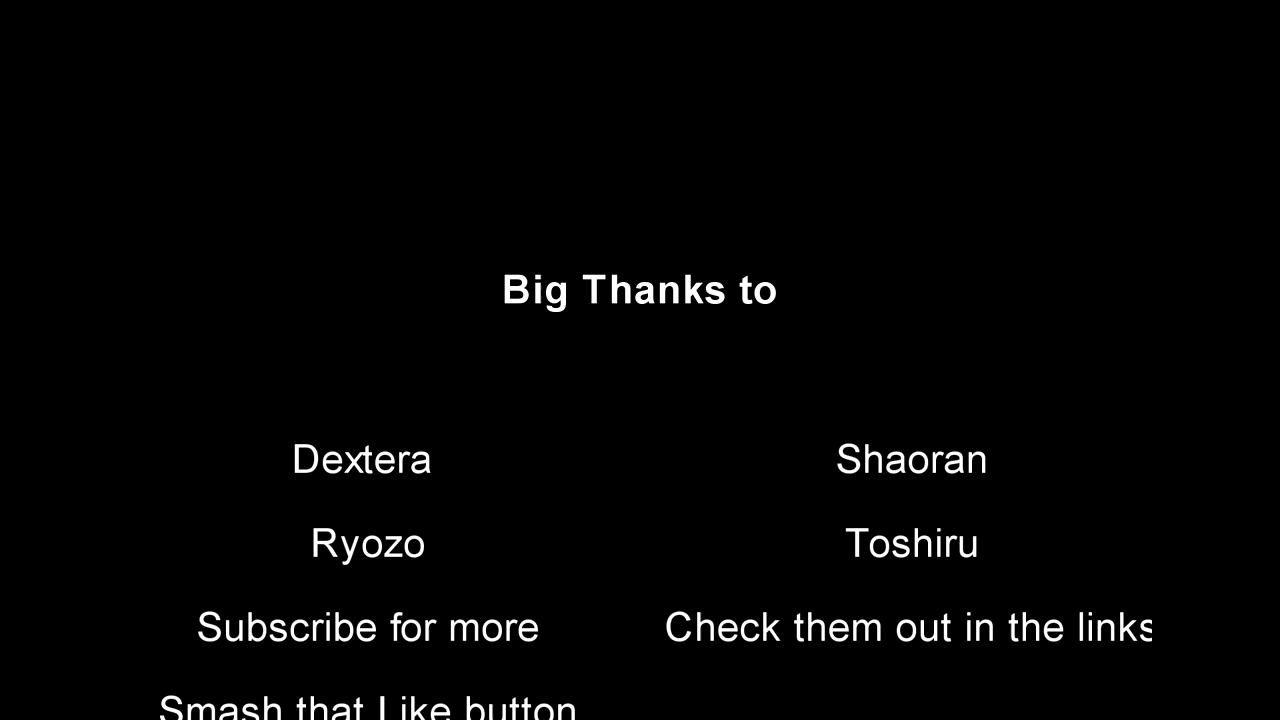 Big Thanks to
Dextera
Shaoran
Ryozo
Toshiru
Subscribe for more
Check them out in the links
Smash that Like button